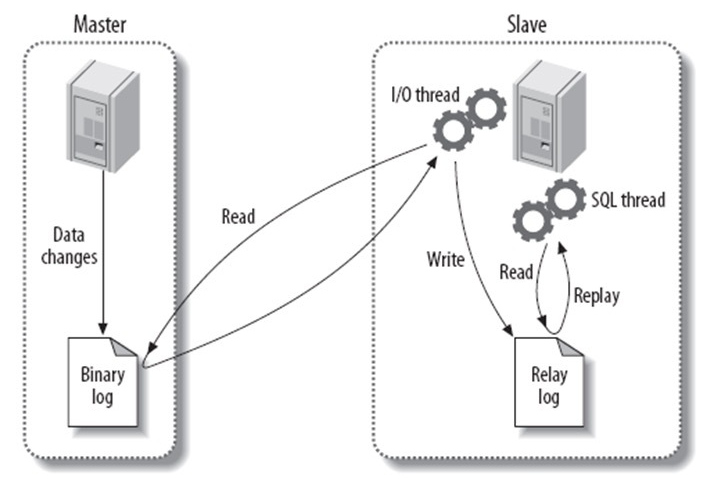 Master
Slave
I/O thread
SQL thread
Read
Data
changes
Write
Read
Replay
Binary
log
Relay
log